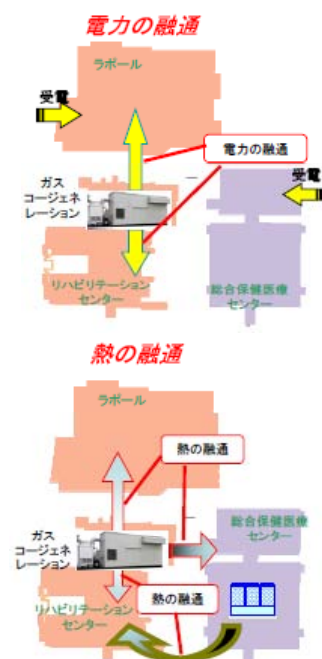 電力の融通
ラポール
受電
電力の融通
ガス
コージェネ
レーション
受電
リハビリテーション
センター
総合保健医療
センター
熱の融通
ラポール
熱の融通
総合保健医療
センター
ガス
コージェネ
レーション
熱の融通
リハビリテーション
センター